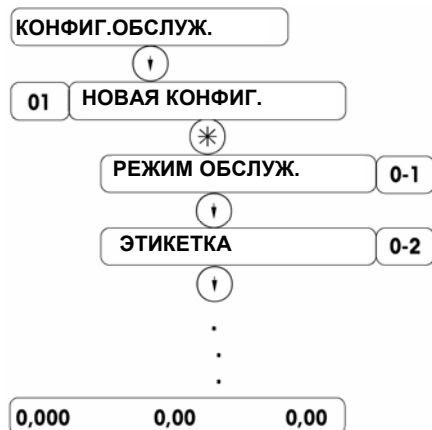 КОНФИГ.ОБСЛУЖ.
01 НОВАЯ КОНФИГ.
РЕЖИМ ОБСЛУЖ. 0-1
ЭТИКЕТКА 0-2
0,000 0,00 0,00